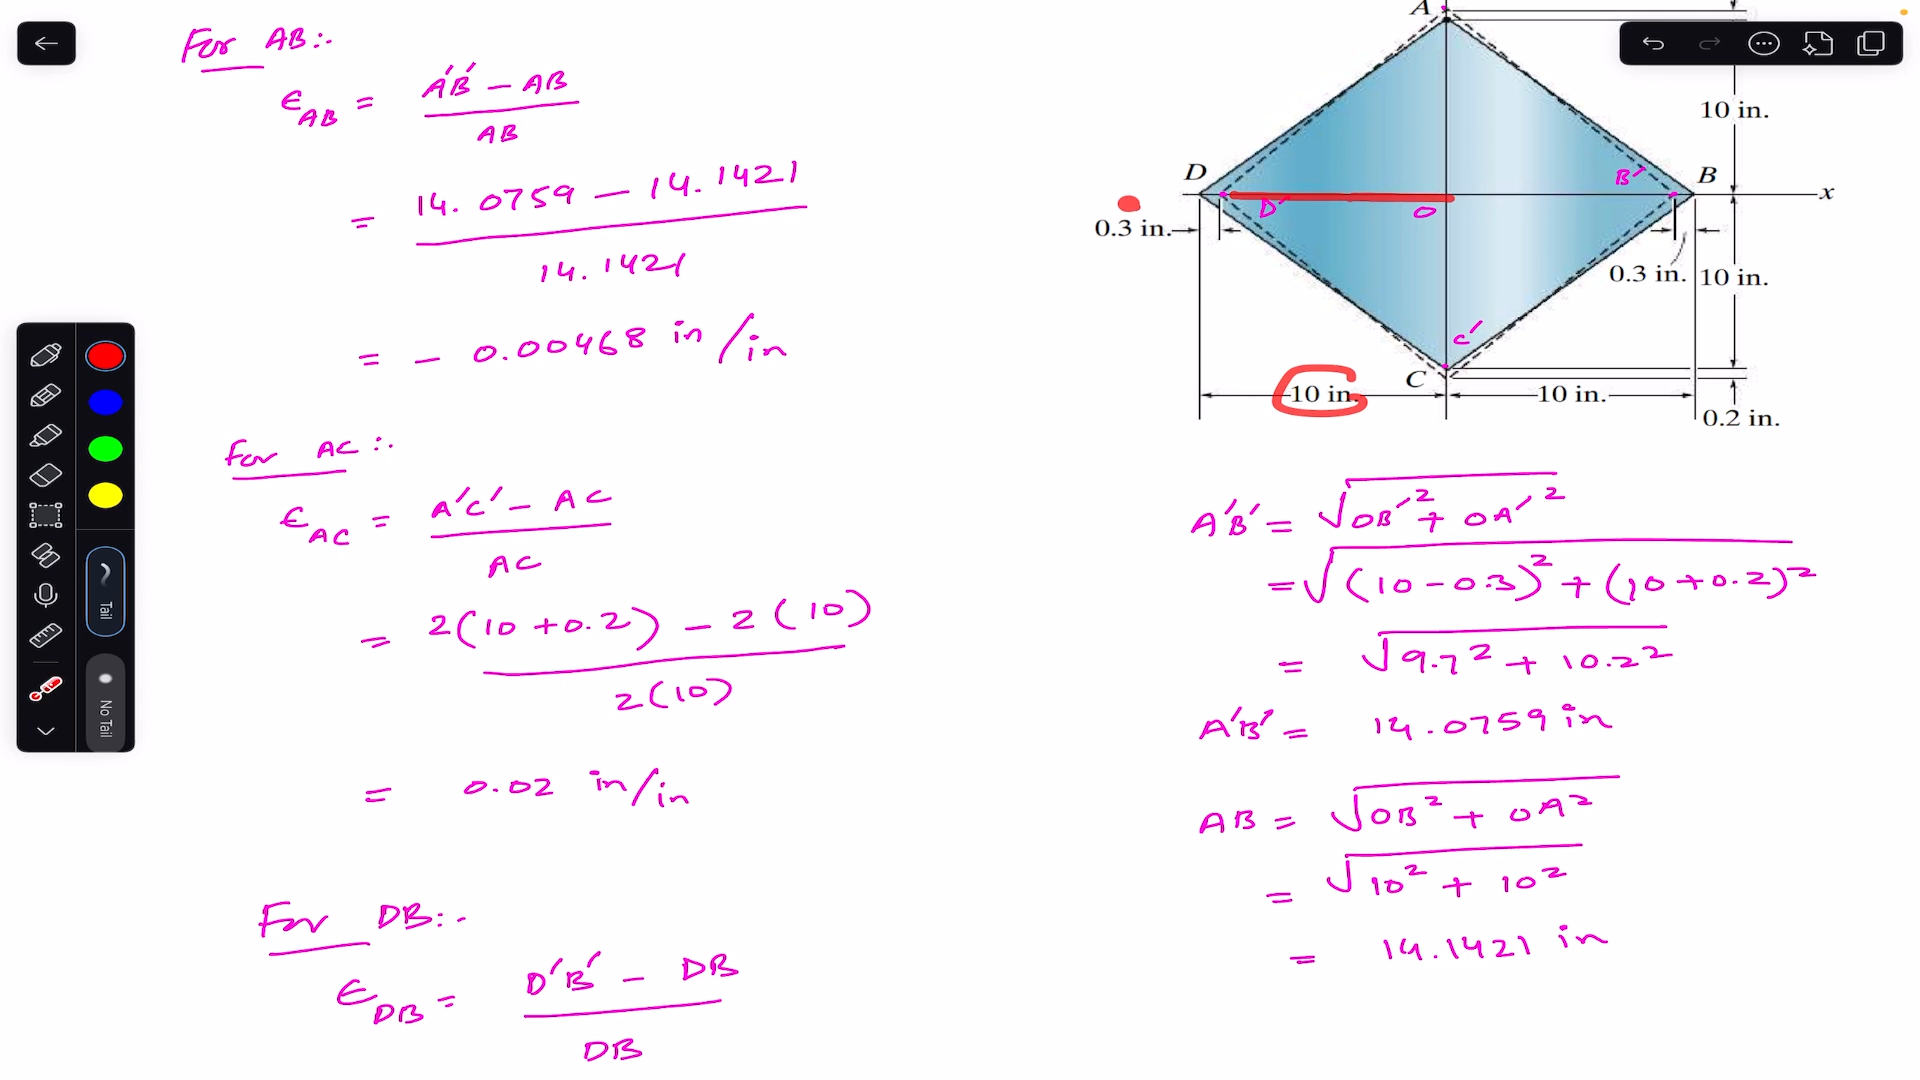 For AB:-
ϵAB = A'B' - AB / AB
= 14.0759 - 14.1421 / 14.1421
= - 0.00468 in/in
For AC:-
ϵAC = A'C' - AC / AC
= 2(10+0.2) - 2(10) / 2(10)
= 0.02 in/in
For DB:-
ϵDB = D'B' - DB / DB
A
10 in.
D
B'
B
x
D'
O
0.3 in.
0.3 in.
10 in.
C'
C
10 in.
10 in.
0.2 in.
A'B' = √OB'² + OA'²
= √(10-0.3)² + (10+0.2)²
= √9.7² + 10.2²
A'B' = 14.0759 in
AB = √OB² + OA²
= √10² + 10²
= 14.1421 in
Tail
No Tail